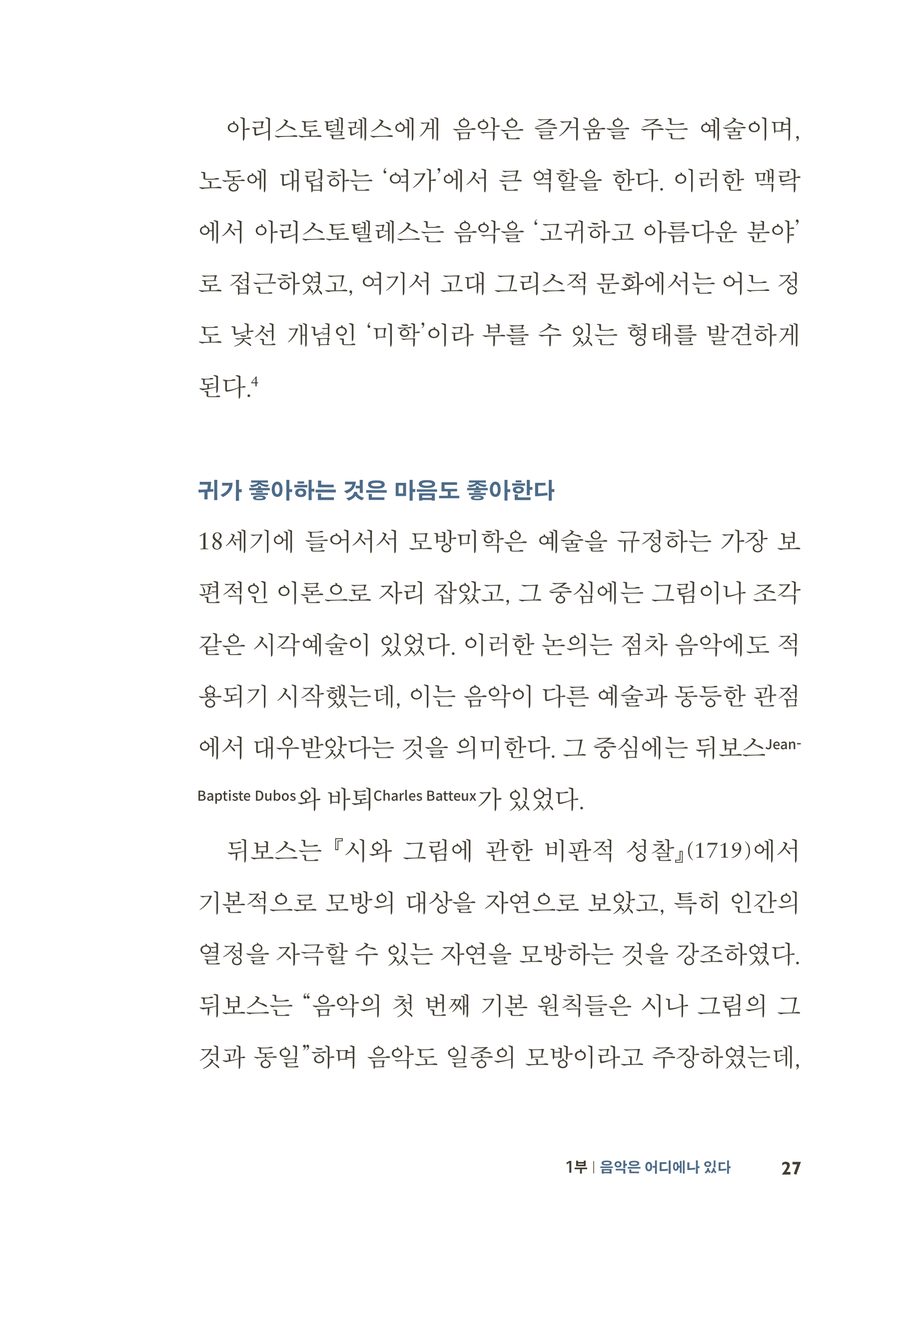 아리스토텔레스에게 음악은 즐거움을 주는 예술이며,
노동에 대립하는 ‘여가’에서 큰 역할을 한다. 이러한 맥락
에서 아리스토텔레스는 음악을 ‘고귀하고 아름다운 분야’
로 접근하였고, 여기서 고대 그리스적 문화에서는 어느 정
도 낯선 개념인 ‘미학’이라 부를 수 있는 형태를 발견하게
된다.4
귀가 좋아하는 것은 마음도 좋아한다
18세기에 들어서서 모방미학은 예술을 규정하는 가장 보
편적인 이론으로 자리 잡았고, 그 중심에는 그림이나 조각
같은 시각예술이 있었다. 이러한 논의는 점차 음악에도 적
용되기 시작했는데, 이는 음악이 다른 예술과 동등한 관점
에서 대우받았다는 것을 의미한다. 그 중심에는 뒤보스Jean-
Baptiste Dubos와 바퇴Charles Batteux가 있었다.
뒤보스는 『시와 그림에 관한 비판적 성찰』(1719)에서
기본적으로 모방의 대상을 자연으로 보았고, 특히 인간의
열정을 자극할 수 있는 자연을 모방하는 것을 강조하였다.
뒤보스는 “음악의 첫 번째 기본 원칙들은 시나 그림의 그
것과 동일”하며 음악도 일종의 모방이라고 주장하였는데,
1부 | 음악은 어디에나 있다 27